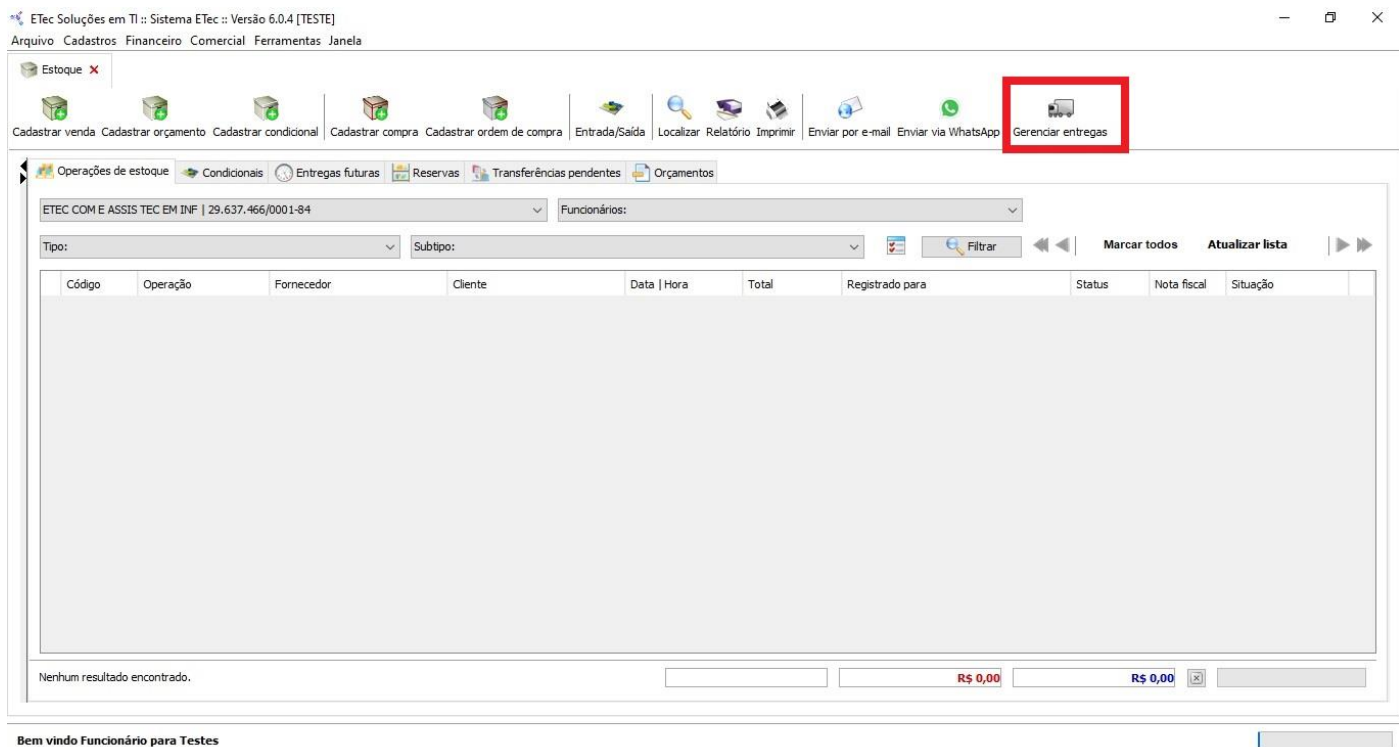 ETec Soluções em TI :: Sistema ETec :: Versão 6.0.4 [TESTE]
Arquivo Cadastros Financeiro Comercial Ferramentas Janela
Estoque
Cadastrar venda Cadastrar orçamento Cadastrar condicional Cadastrar compra Cadastrar ordem de compra Entrada/Saída Localizar Relatório Imprimir Enviar por e-mail Enviar via WhatsApp Gerenciar entregas
Operações de estoque Condicionais Entregas futuras Reservas Transferências pendentes Orçamentos
ETEC COM E ASSIS TEC EM INF | 29.637.466/0001-84 Funcionários:
Tipo: Subtipo: Filtrar Marcar todos Atualizar lista
Código Operação Fornecedor Cliente Data | Hora Total Registrado para Status Nota fiscal Situação
Nenhum resultado encontrado. R$ 0,00 R$ 0,00
Bem vindo Funcionário para Testes